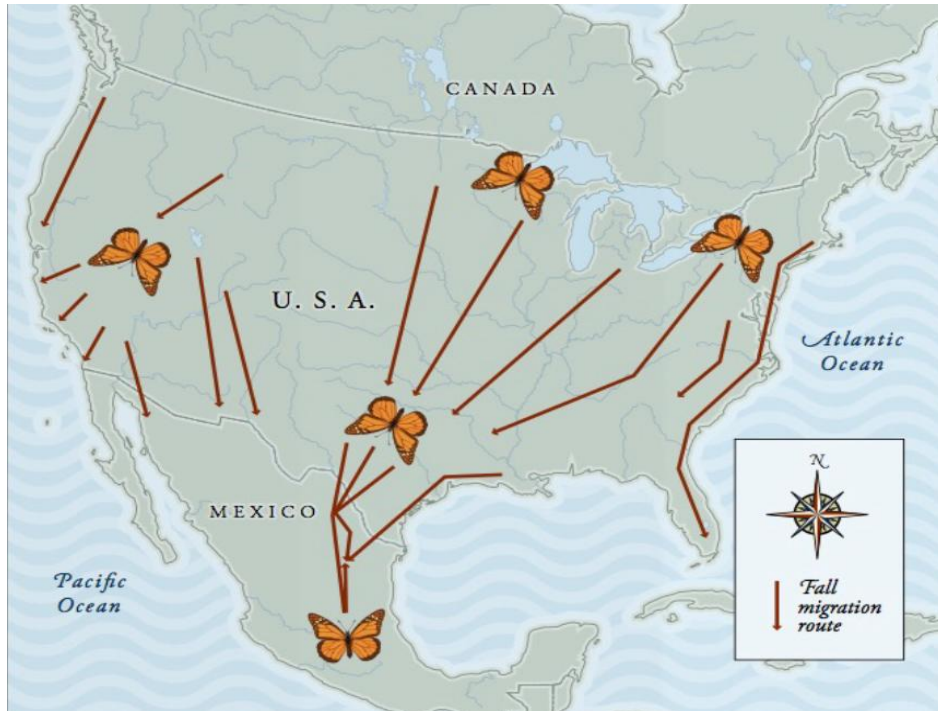 CANADA
U. S. A.
Atlantic
Ocean
MEXICO
Pacific
Ocean
N
Fall
migration
route